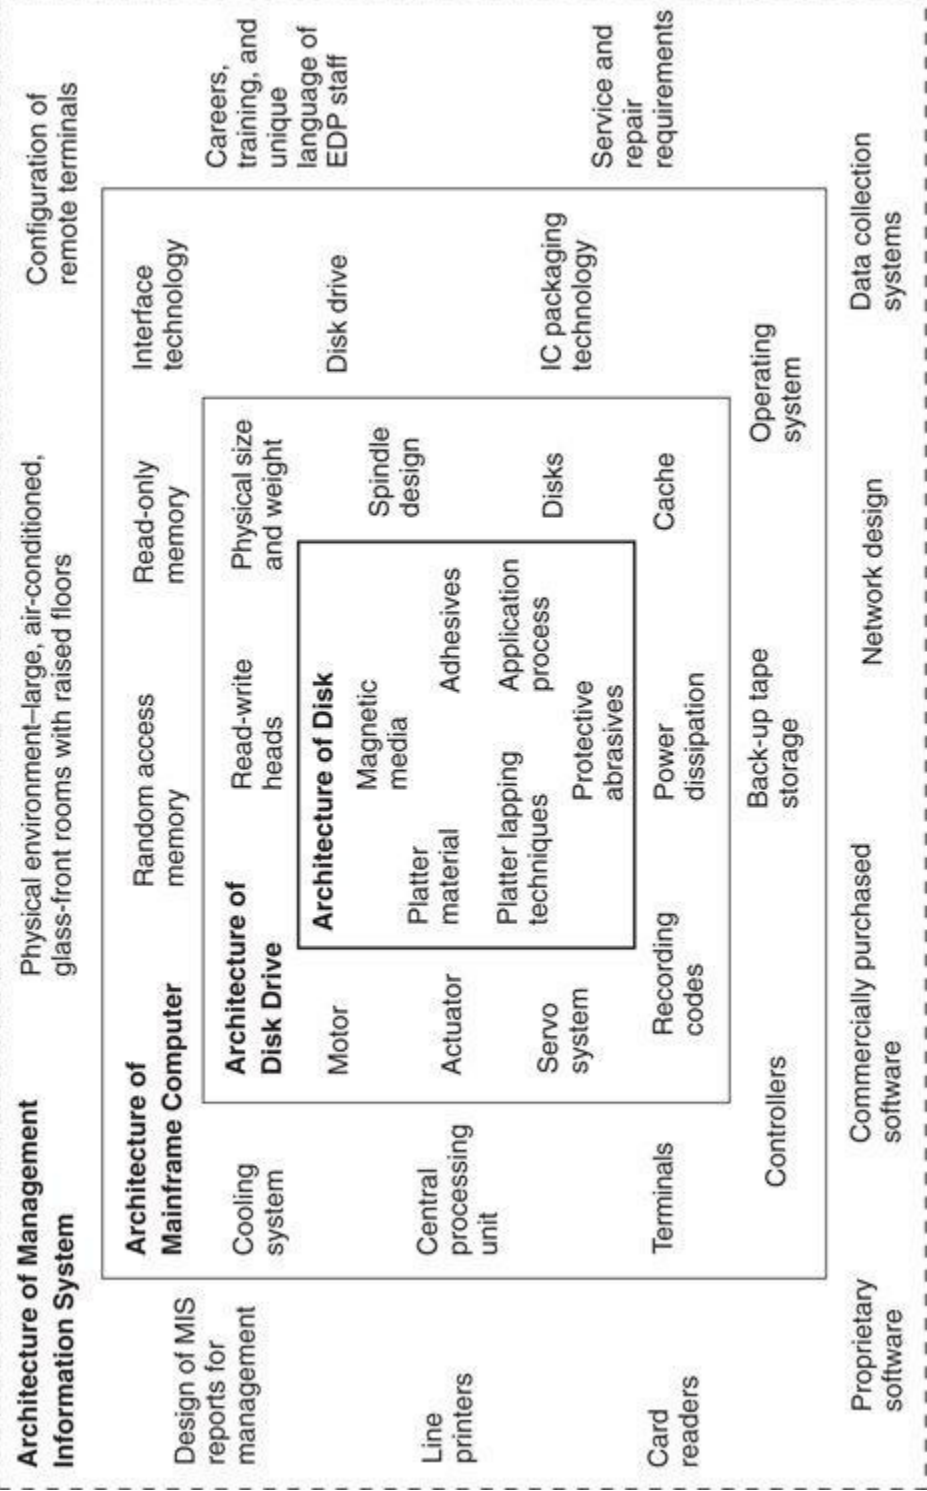 Architecture of Management
Information System
Physical environment–large, air-conditioned,
glass-front rooms with raised floors
Configuration of
remote terminals
Design of MIS
reports for
management
Line
printers
Card
readers
Proprietary
software
Commercially purchased
software
Network design
Data collection
systems
Careers,
training, and
unique
language of
EDP staff
Service and
repair
requirements
Architecture of
Mainframe Computer
Random access
memory
Read-only
memory
Interface
technology
Cooling
system
Central
processing
unit
Terminals
Controllers
Back-up tape
storage
Operating
system
Disk drive
IC packaging
technology
Architecture of
Disk Drive
Read-write
heads
Physical size
and weight
Motor
Actuator
Servo
system
Recording
codes
Power
dissipation
Cache
Spindle
design
Disks
Architecture of Disk
Magnetic
media
Platter
material
Adhesives
Platter lapping
techniques
Application
process
Protective
abrasives